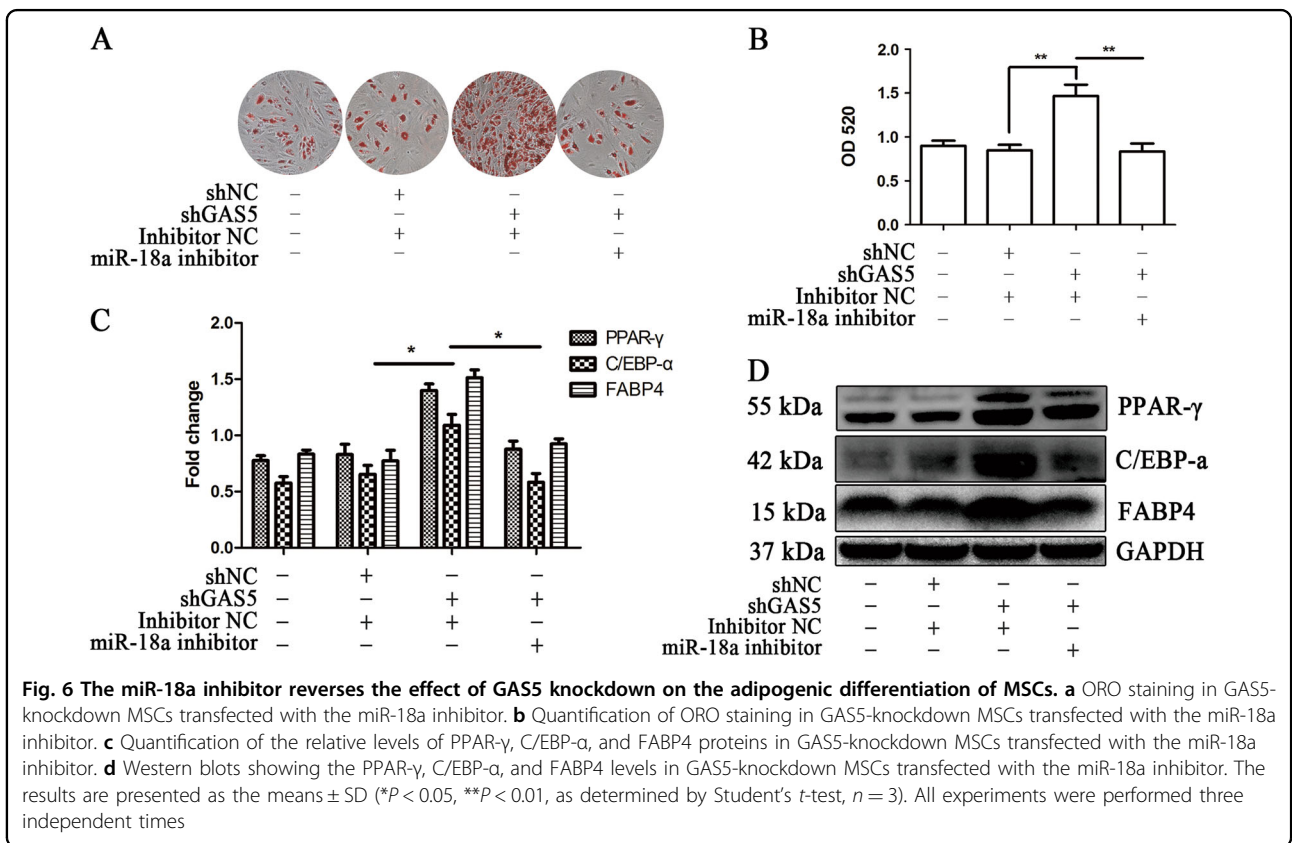 A
shNC – + – –
shGAS5 – – + +
Inhibitor NC – + + –
miR-18a inhibitor – – – +
B
OD 520
2.0
1.5
1.0
0.5
0.0
** **
shNC – + – –
shGAS5 – – + +
Inhibitor NC – + + –
miR-18a inhibitor – – – +
C
Fold change
2.0
1.5
1.0
0.5
0.0
* *
PPAR-γ
C/EBP-α
FABP4
shNC – + – –
shGAS5 – – + +
Inhibitor NC – + + –
miR-18a inhibitor – – – +
D
55 kDa PPAR-γ
42 kDa C/EBP-a
15 kDa FABP4
37 kDa GAPDH
shNC – + – –
shGAS5 – – + +
Inhibitor NC – + + –
miR-18a inhibitor – – – +
Fig. 6 The miR-18a inhibitor reverses the effect of GAS5 knockdown on the adipogenic differentiation of MSCs. a ORO staining in GAS5-
knockdown MSCs transfected with the miR-18a inhibitor. b Quantification of ORO staining in GAS5-knockdown MSCs transfected with the miR-18a
inhibitor. c Quantification of the relative levels of PPAR-γ, C/EBP-α, and FABP4 proteins in GAS5-knockdown MSCs transfected with the miR-18a
inhibitor. d Western blots showing the PPAR-γ, C/EBP-α, and FABP4 levels in GAS5-knockdown MSCs transfected with the miR-18a inhibitor. The
results are presented as the means ± SD (*P < 0.05, **P < 0.01, as determined by Student's t-test, n = 3). All experiments were performed three
independent times